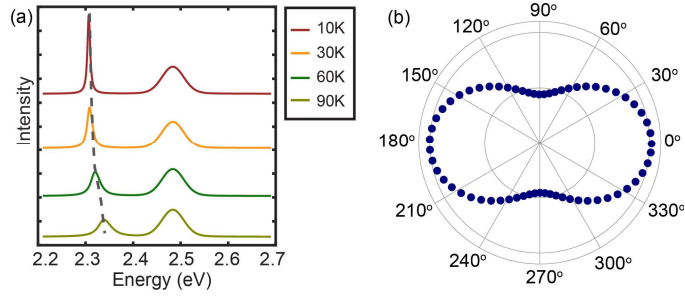 (a)
Intensity
2.2 2.3 2.4 2.5 2.6 2.7
Energy (eV)
10K
30K
60K
90K
(b)
90°
120° 60°
150° 30°
180° 0°
210° 330°
240° 300°
270°